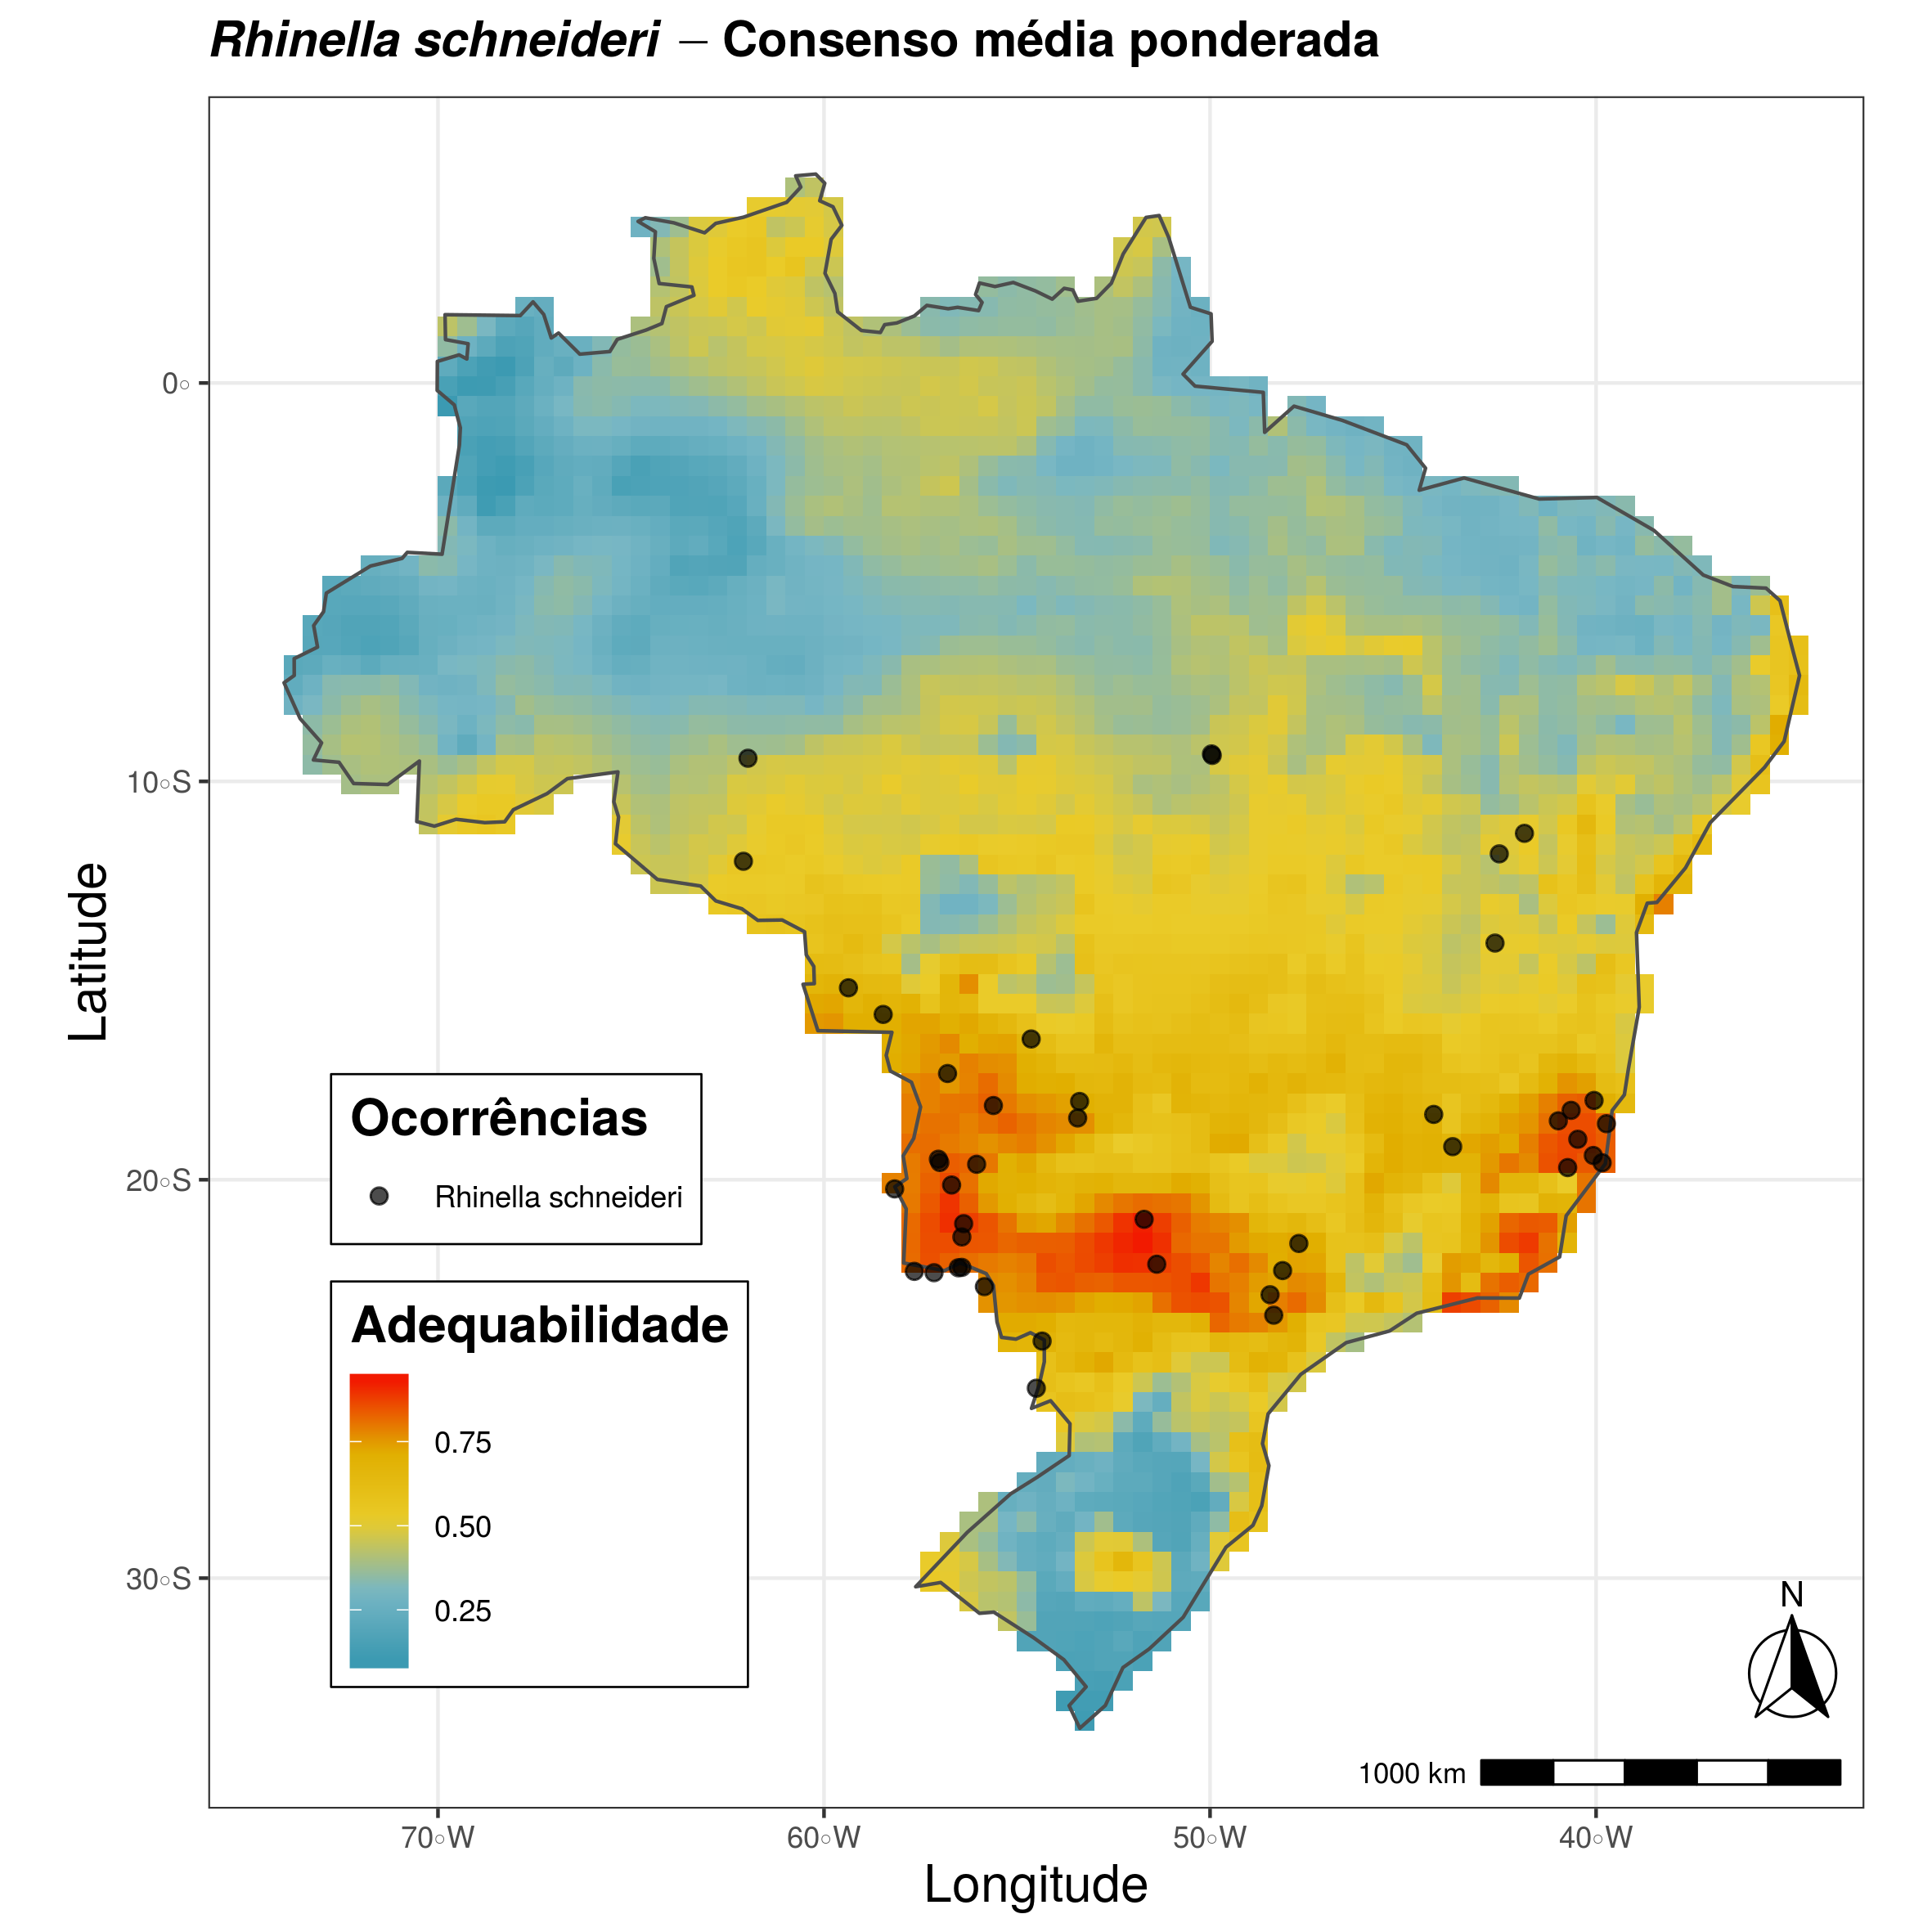 Rhinella schneideri − Consenso média ponderada
Latitude
0◦
10◦S
20◦S
30◦S
Ocorrências
Rhinella schneideri
Adequabilidade
0.75
0.50
0.25
N
1000 km
70◦W 60◦W 50◦W 40◦W
Longitude